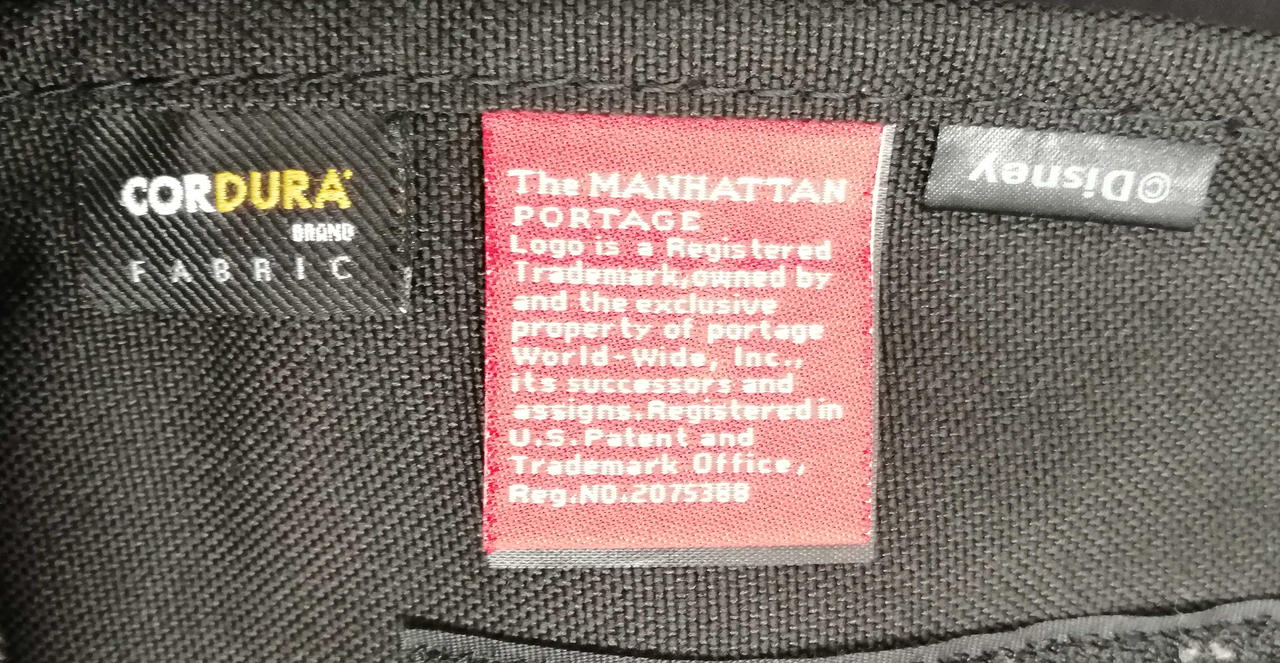 CORDURA
BRAND
FABRIC
The MANHATTAN
PORTAGE
Logo is a Registered
Trademark,owned by
and the exclusive
property of portage
World-Wide, Inc.,
its successors and
assigns.Registered in
U.S.Patent and
Trademark Office,
Reg.NO.2075388
©Disney